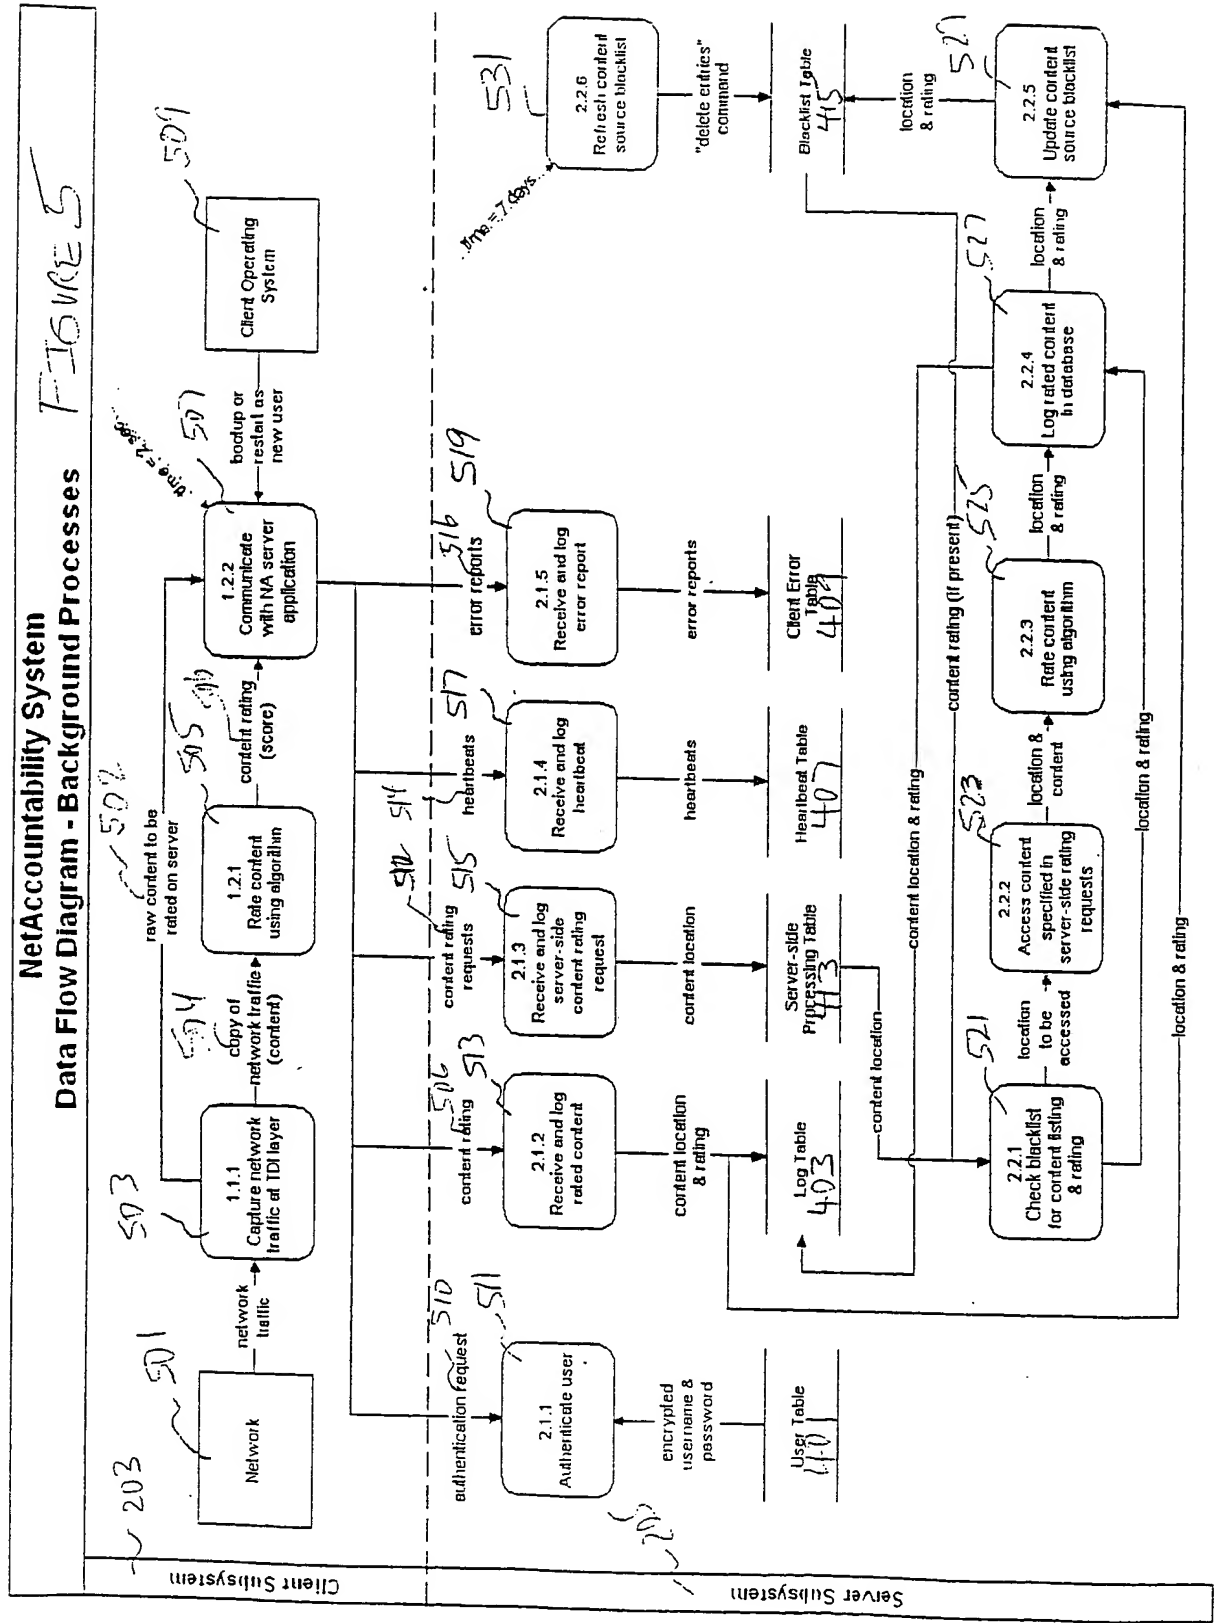 NetAccountability System
Data Flow Diagram - Background Processes
FIGURE 5
Client Subsystem
203
501
Network
network
traffic
503
1.1.1
Capture network
traffic at TDI layer
502
raw content to be
rated on server
504
copy of
network traffic
(content)
505
1.2.1
Rate content
using algorithm
content rating
(score)
507
1.2.2
Communicate
with NA server
application
bootup or
restart as
new user
509
Client Operating
System
Server Subsystem
authentication request
510
511
2.1.1
Authenticate user
encrypted
username &
password
User Table
401
content rating
506
513
2.1.2
Receive and log
rated content
content location
& rating
Log Table
403
content rating
requests
512
515
2.1.3
Receive and log
server-side
content rating
request
content location
Server-side
Processing Table
413
514
heartbeats
517
2.1.4
Receive and log
heartbeat
heartbeats
Heartbeat Table
407
error reports
516
519
2.1.5
Receive and log
error report
error reports
Client Error
Table
409
time = 7 days
531
2.2.6
Refresh content
source blacklist
"delete entries"
command
Blacklist Table
415
location
& rating
content location
content location & rating
content rating (if present)
521
2.2.1
Check blacklist
for content listing
& rating
location
to be
accessed
523
2.2.2
Access content
specified in
server-side rating
requests
location &
content
525
2.2.3
Rate content
using algorithm
location
& rating
527
2.2.4
Log rated content
in database
location
& rating
2.2.5
Update content
source blacklist
location & rating
location & rating